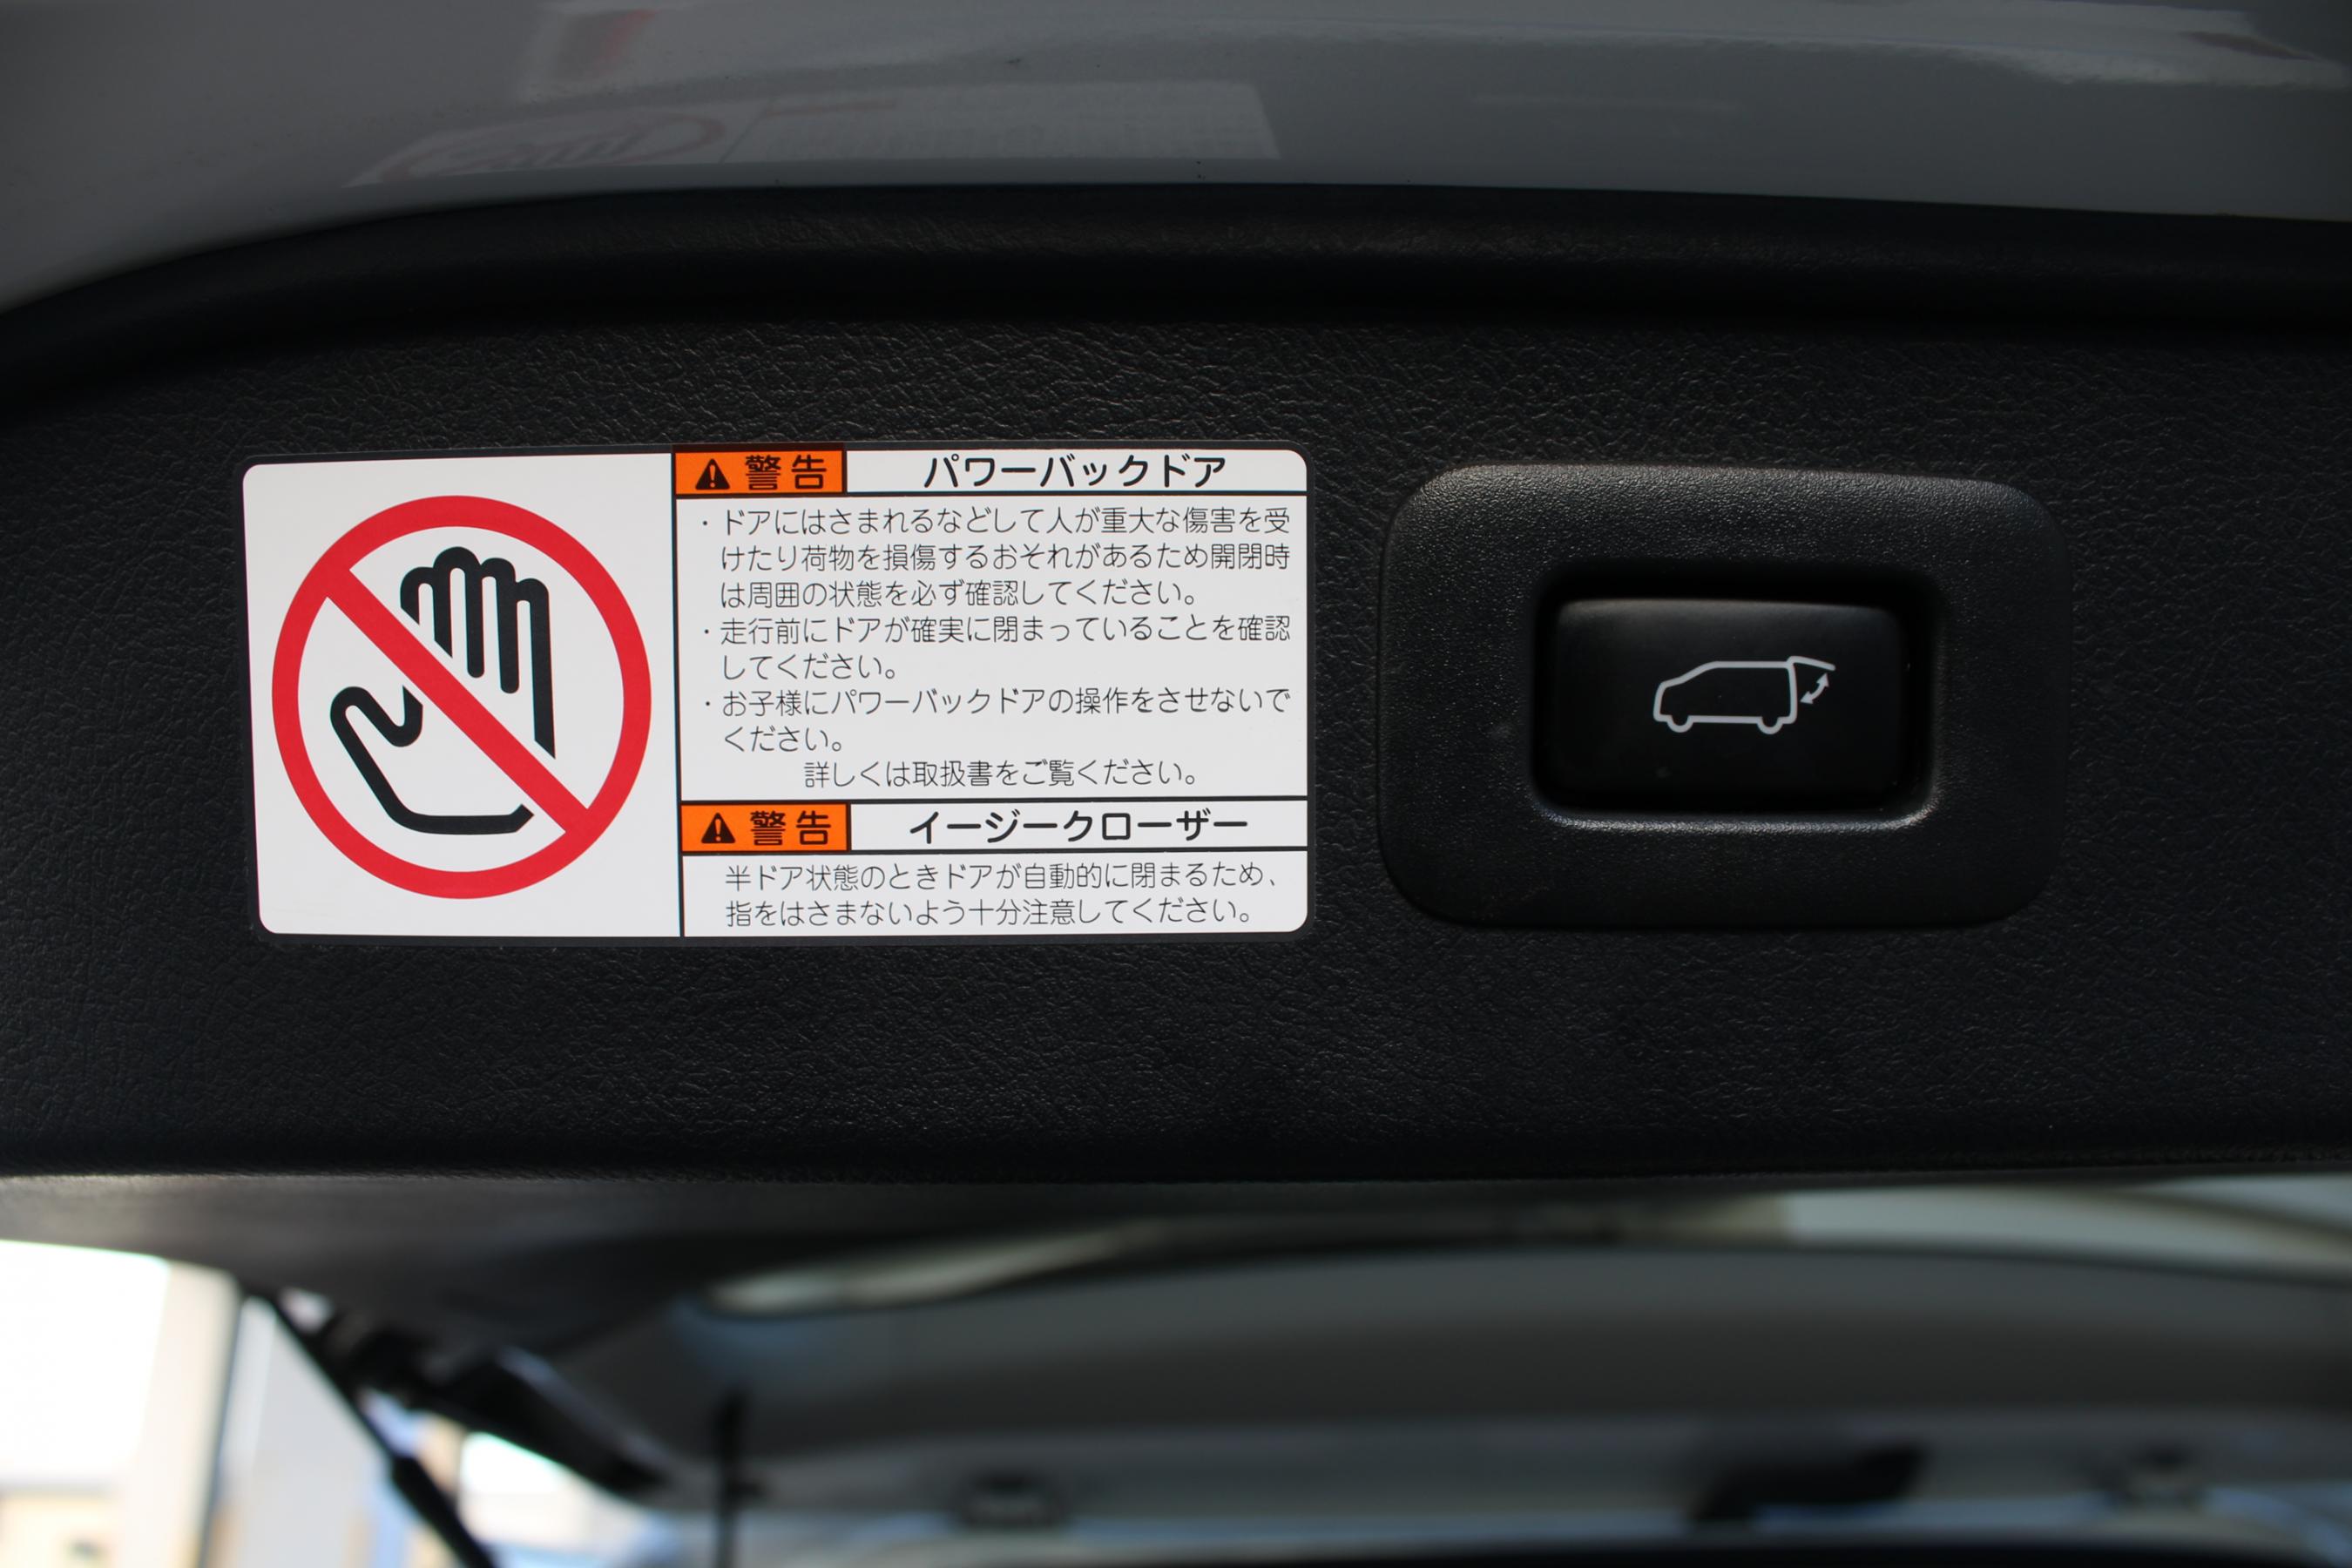 警告 パワーバックドア
・ドアにはさまれるなどして人が重大な傷害を受
けたり荷物を損傷するおそれがあるため開閉時
は周囲の状態を必ず確認してください。
・走行前にドアが確実に閉まっていることを確認
してください。
・お子様にパワーバックドアの操作をさせないで
ください。
詳しくは取扱書をご覧ください。
警告 イージークローザー
半ドア状態のときドアが自動的に閉まるため、
指をはさまないよう十分注意してください。